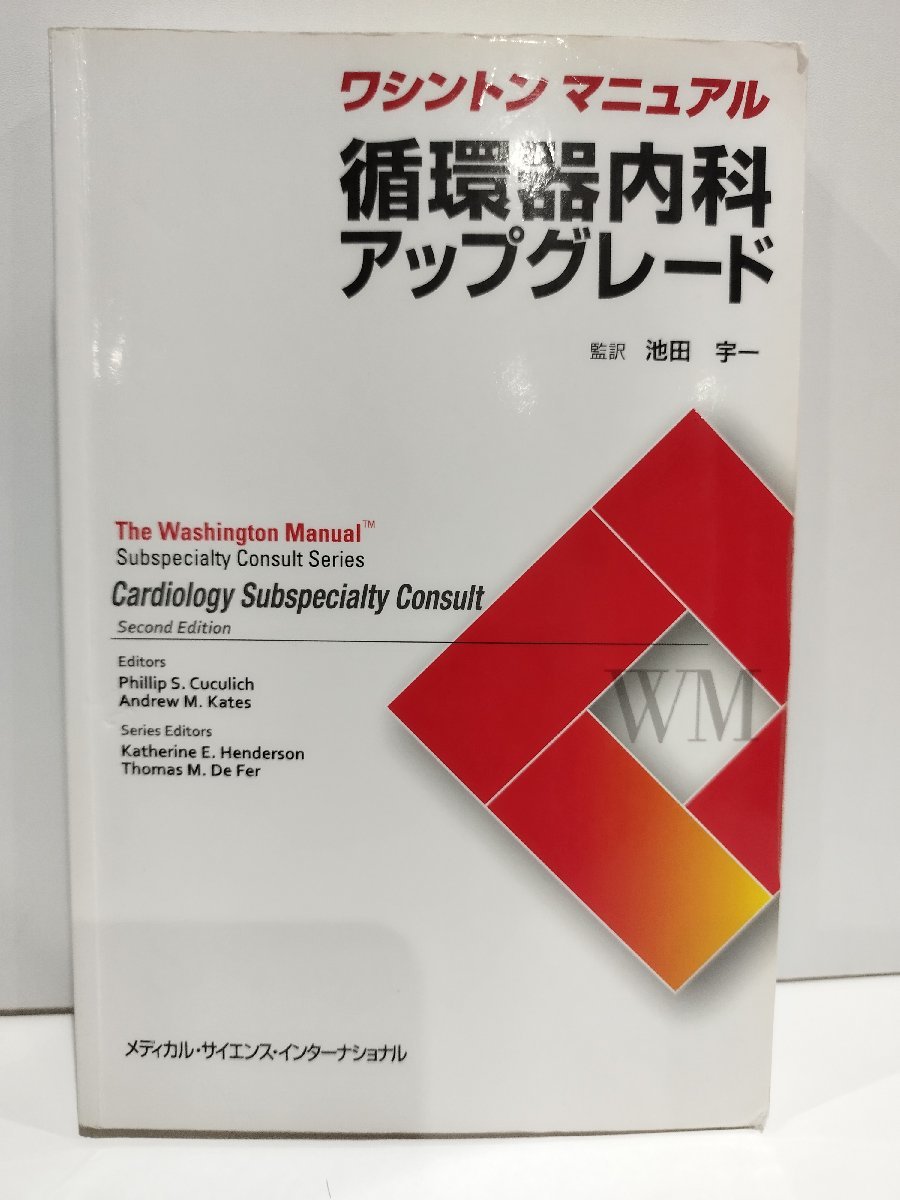 ワシントン マニュアル
循環器内科
アップグレード
監訳 池田 宇一
The Washington Manual™
Subspecialty Consult Series
Cardiology Subspecialty Consult
Second Edition
Editors
Phillip S. Cuculich
Andrew M. Kates
WM
Series Editors
Katherine E. Henderson
Thomas M. De Fer
メディカル・サイエンス・インターナショナル